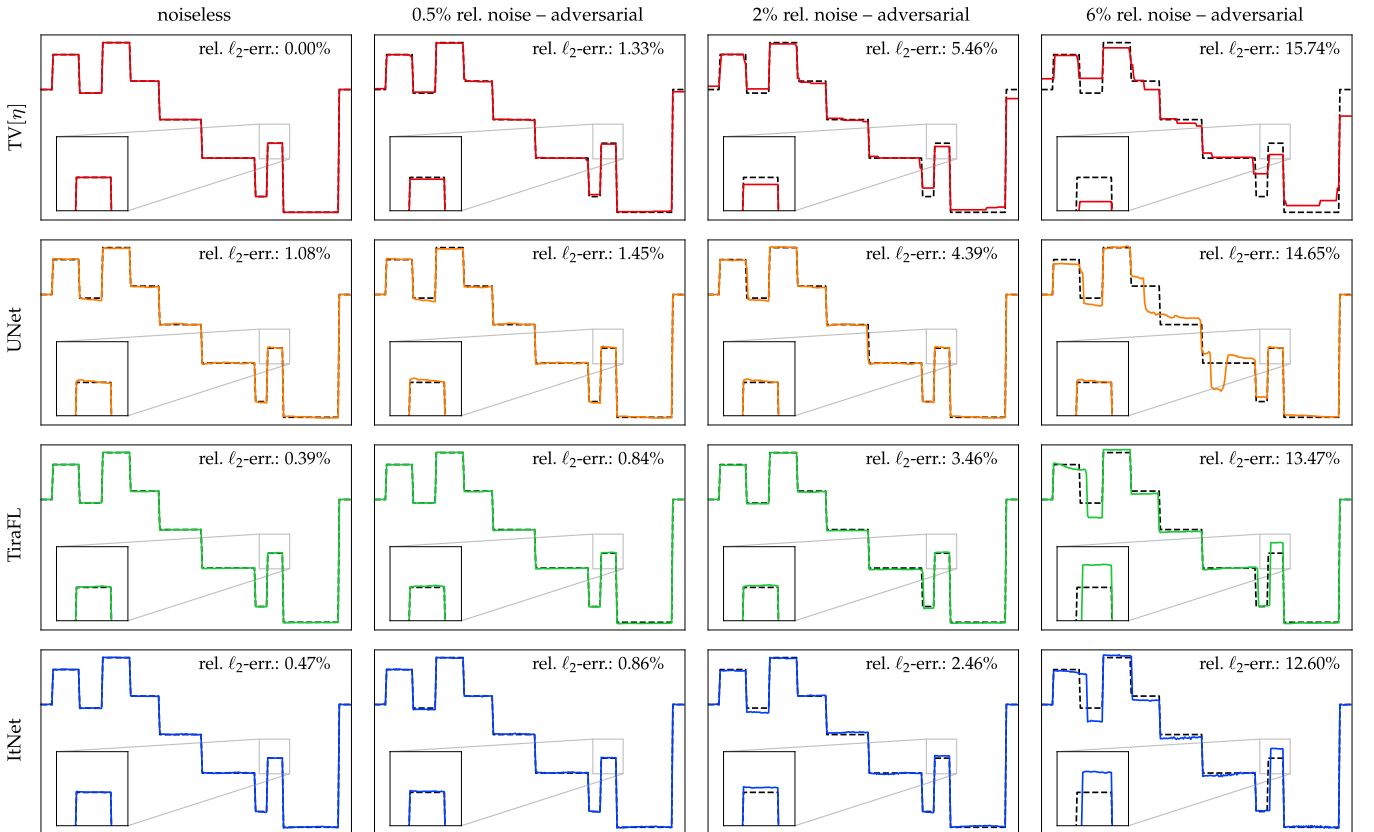 noiseless
0.5% rel. noise – adversarial
2% rel. noise – adversarial
6% rel. noise – adversarial
TV[η]
rel. ℓ2-err.: 0.00%
rel. ℓ2-err.: 1.33%
rel. ℓ2-err.: 5.46%
rel. ℓ2-err.: 15.74%
UNet
rel. ℓ2-err.: 1.08%
rel. ℓ2-err.: 1.45%
rel. ℓ2-err.: 4.39%
rel. ℓ2-err.: 14.65%
TiraFL
rel. ℓ2-err.: 0.39%
rel. ℓ2-err.: 0.84%
rel. ℓ2-err.: 3.46%
rel. ℓ2-err.: 13.47%
ItNet
rel. ℓ2-err.: 0.47%
rel. ℓ2-err.: 0.86%
rel. ℓ2-err.: 2.46%
rel. ℓ2-err.: 12.60%